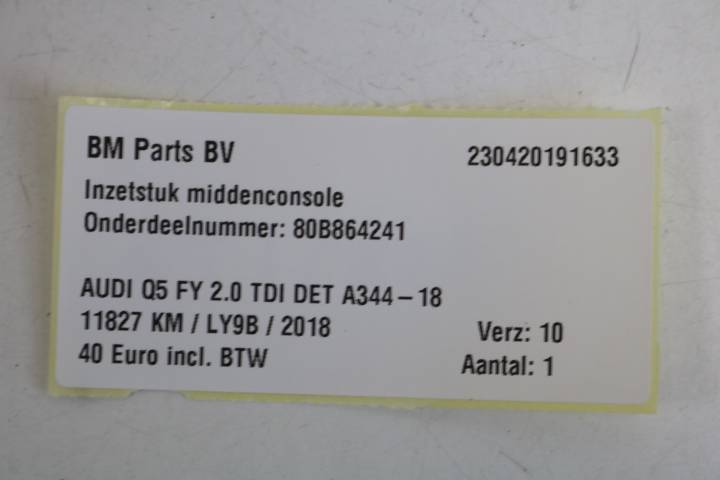 BM Parts BV 230420191633
Inzetstuk middenconsole
Onderdeelnummer: 80B864241
AUDI Q5 FY 2.0 TDI DET A344-18
11827 KM / LY9B / 2018 Verz: 10
40 Euro incl. BTW Aantal: 1